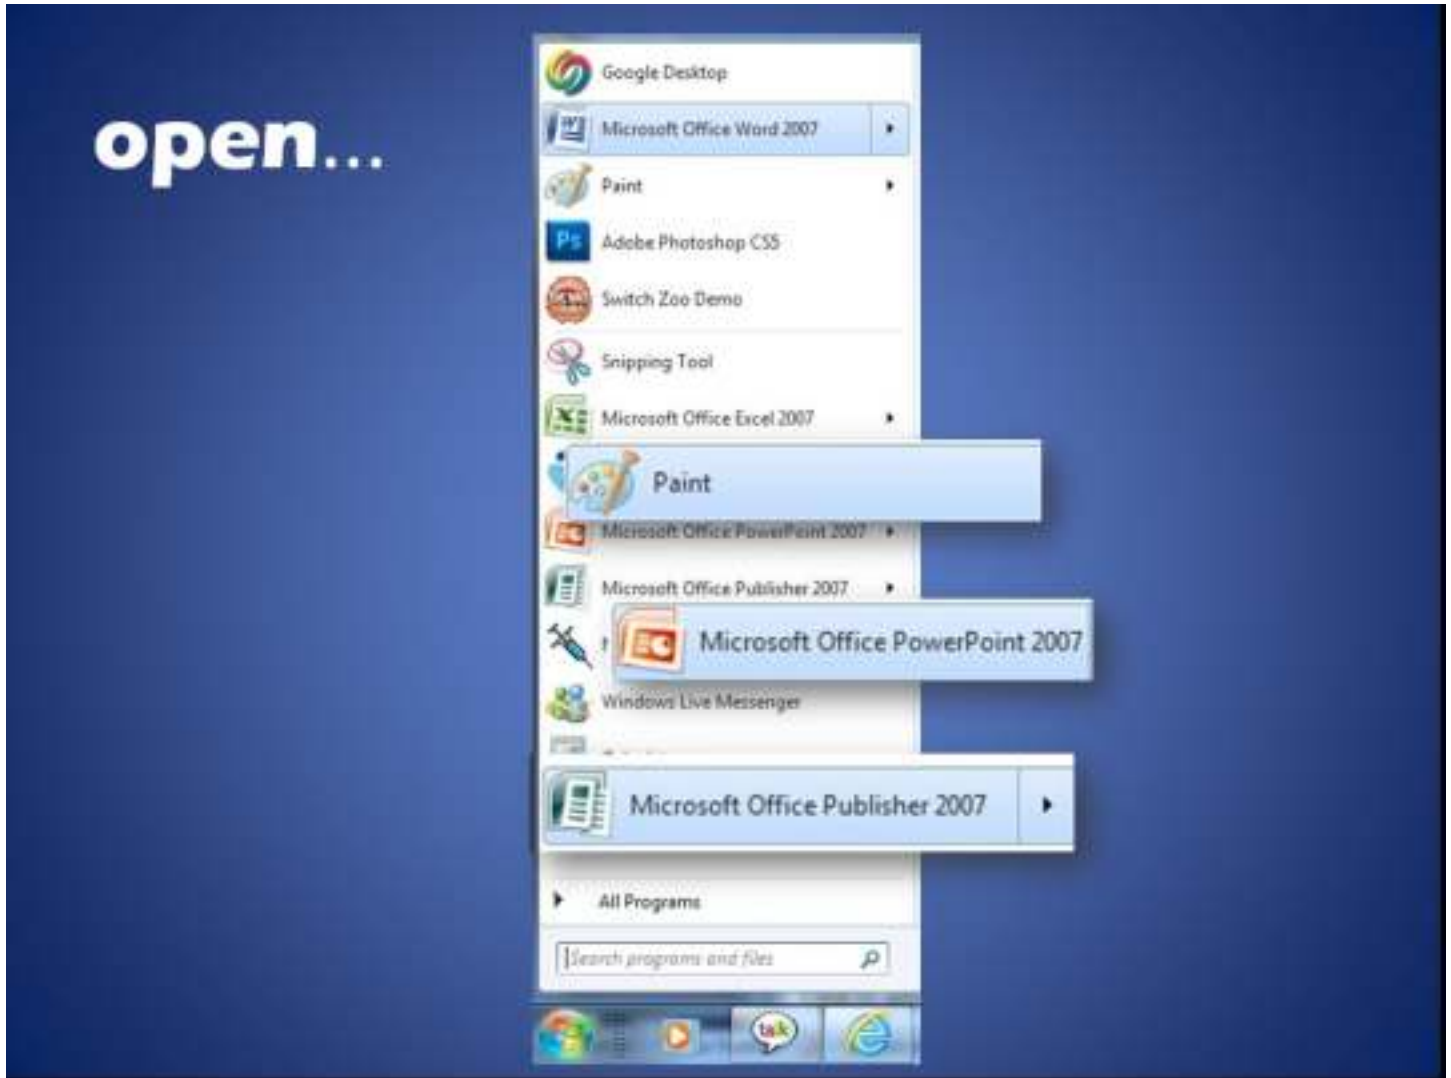 open...
Google Desktop
Microsoft Office Word 2007
Paint
Ps
Adobe Photoshop CS5
Switch Zoo Demo
Snipping Tool
Microsoft Office Excel 2007
Paint
Microsoft Office PowerPoint 2007
Microsoft Office Publisher 2007
Microsoft Office PowerPoint 2007
Windows Live Messenger
Microsoft Office Publisher 2007
All Programs
Search programs and files
talk